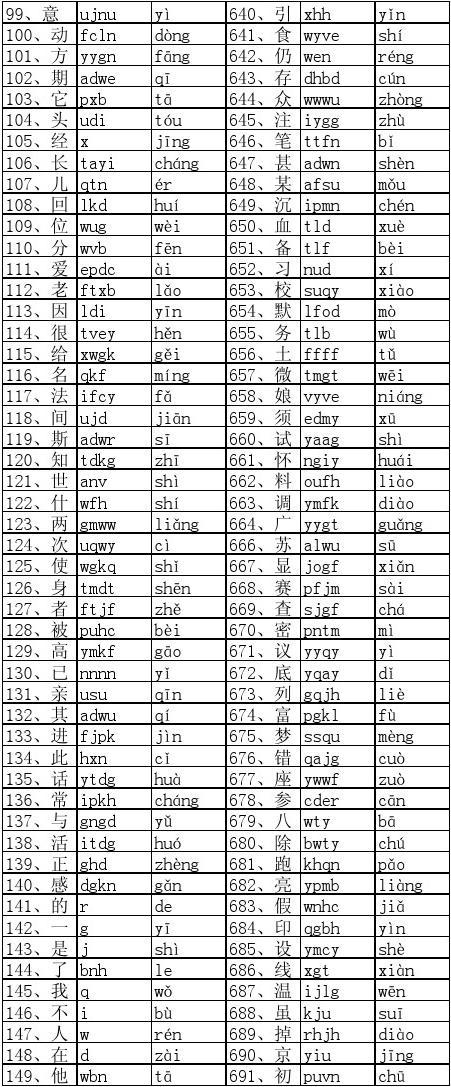 99、意 ujnu yì 640、引 xhh yǐn
100、动 fcln dòng 641、食 wyve shí
101、方 yygn fāng 642、仍 wen réng
102、期 adwe qī 643、存 dhbd cún
103、它 pxb tā 644、众 wwwu zhòng
104、头 udi tóu 645、注 iygg zhù
105、经 x jīng 646、笔 ttfn bǐ
106、长 tayi cháng 647、甚 adwn shèn
107、儿 qtn ér 648、某 afsu mǒu
108、回 lkd huí 649、沉 ipmn chén
109、位 wug wèi 650、血 tld xuè
110、分 wvb fēn 651、备 tlf bèi
111、爱 epdc ài 652、习 nud xí
112、老 ftxb lǎo 653、校 suqy xiào
113、因 ldi yīn 654、默 lfod mò
114、很 tvey hěn 655、务 tlb wù
115、给 xwgk gěi 656、土 ffff tǔ
116、名 qkf míng 657、微 tmgt wēi
117、法 ifcy fǎ 658、娘 vyve niáng
118、间 ujd jiān 659、须 edmy xū
119、斯 adwr sī 660、试 yaag shì
120、知 tdkg zhī 661、怀 ngiy huái
121、世 anv shì 662、料 oufh liào
122、什 wfh shí 663、调 ymfk diào
123、两 gmww liǎng 664、广 yygt guǎng
124、次 uqwy cì 666、苏 alwu sū
125、使 wgkq shǐ 667、显 jogf xiǎn
126、身 tmdt shēn 668、赛 pfjm sài
127、者 ftjf zhě 669、查 sjgf chá
128、被 puhc bèi 670、密 pntm mì
129、高 ymkf gāo 671、议 yyqy yì
130、已 nnnn yǐ 672、底 yqay dǐ
131、亲 usu qīn 673、列 gqjh liè
132、其 adwu qí 674、富 pgkl fù
133、进 fjpk jìn 675、梦 ssqu mèng
134、此 hxn cǐ 676、错 qajg cuò
135、话 ytdg huà 677、座 ywwf zuò
136、常 ipkh cháng 678、参 cder cān
137、与 gngd yǔ 679、八 wty bā
138、活 itdg huó 680、除 bwty chú
139、正 ghd zhèng 681、跑 khqn pǎo
140、感 dgkn gǎn 682、亮 ypmb liàng
141、的 r de 683、假 wnhc jiǎ
142、一 g yī 684、印 qgbh yìn
143、是 j shì 685、设 ymcy shè
144、了 bnh le 686、线 xgt xiàn
145、我 q wǒ 687、温 ijlg wēn
146、不 i bù 688、虽 kju suī
147、人 w rén 689、掉 rhjh diào
148、在 d zài 690、京 yiu jīng
149、他 wbn tā 691、初 puvn chū